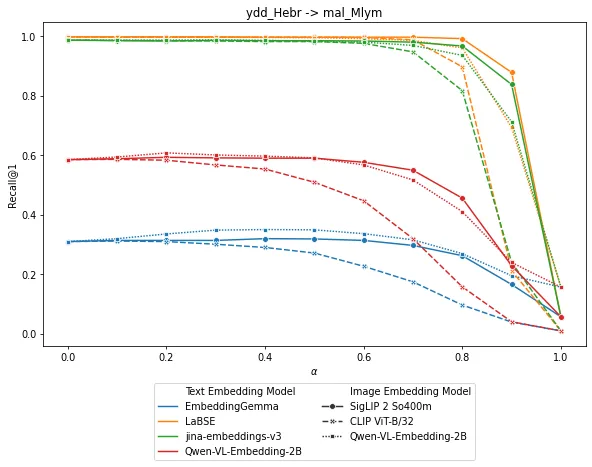 ydd_Hebr -> mal_Mlym
Recall@1
1.0
0.8
0.6
0.4
0.2
0.0
0.0 0.2 0.4 0.6 0.8 1.0
α
Text Embedding Model Image Embedding Model
EmbeddingGemma SigLIP 2 So400m
LaBSE CLIP ViT-B/32
jina-embeddings-v3 Qwen-VL-Embedding-2B
Qwen-VL-Embedding-2B